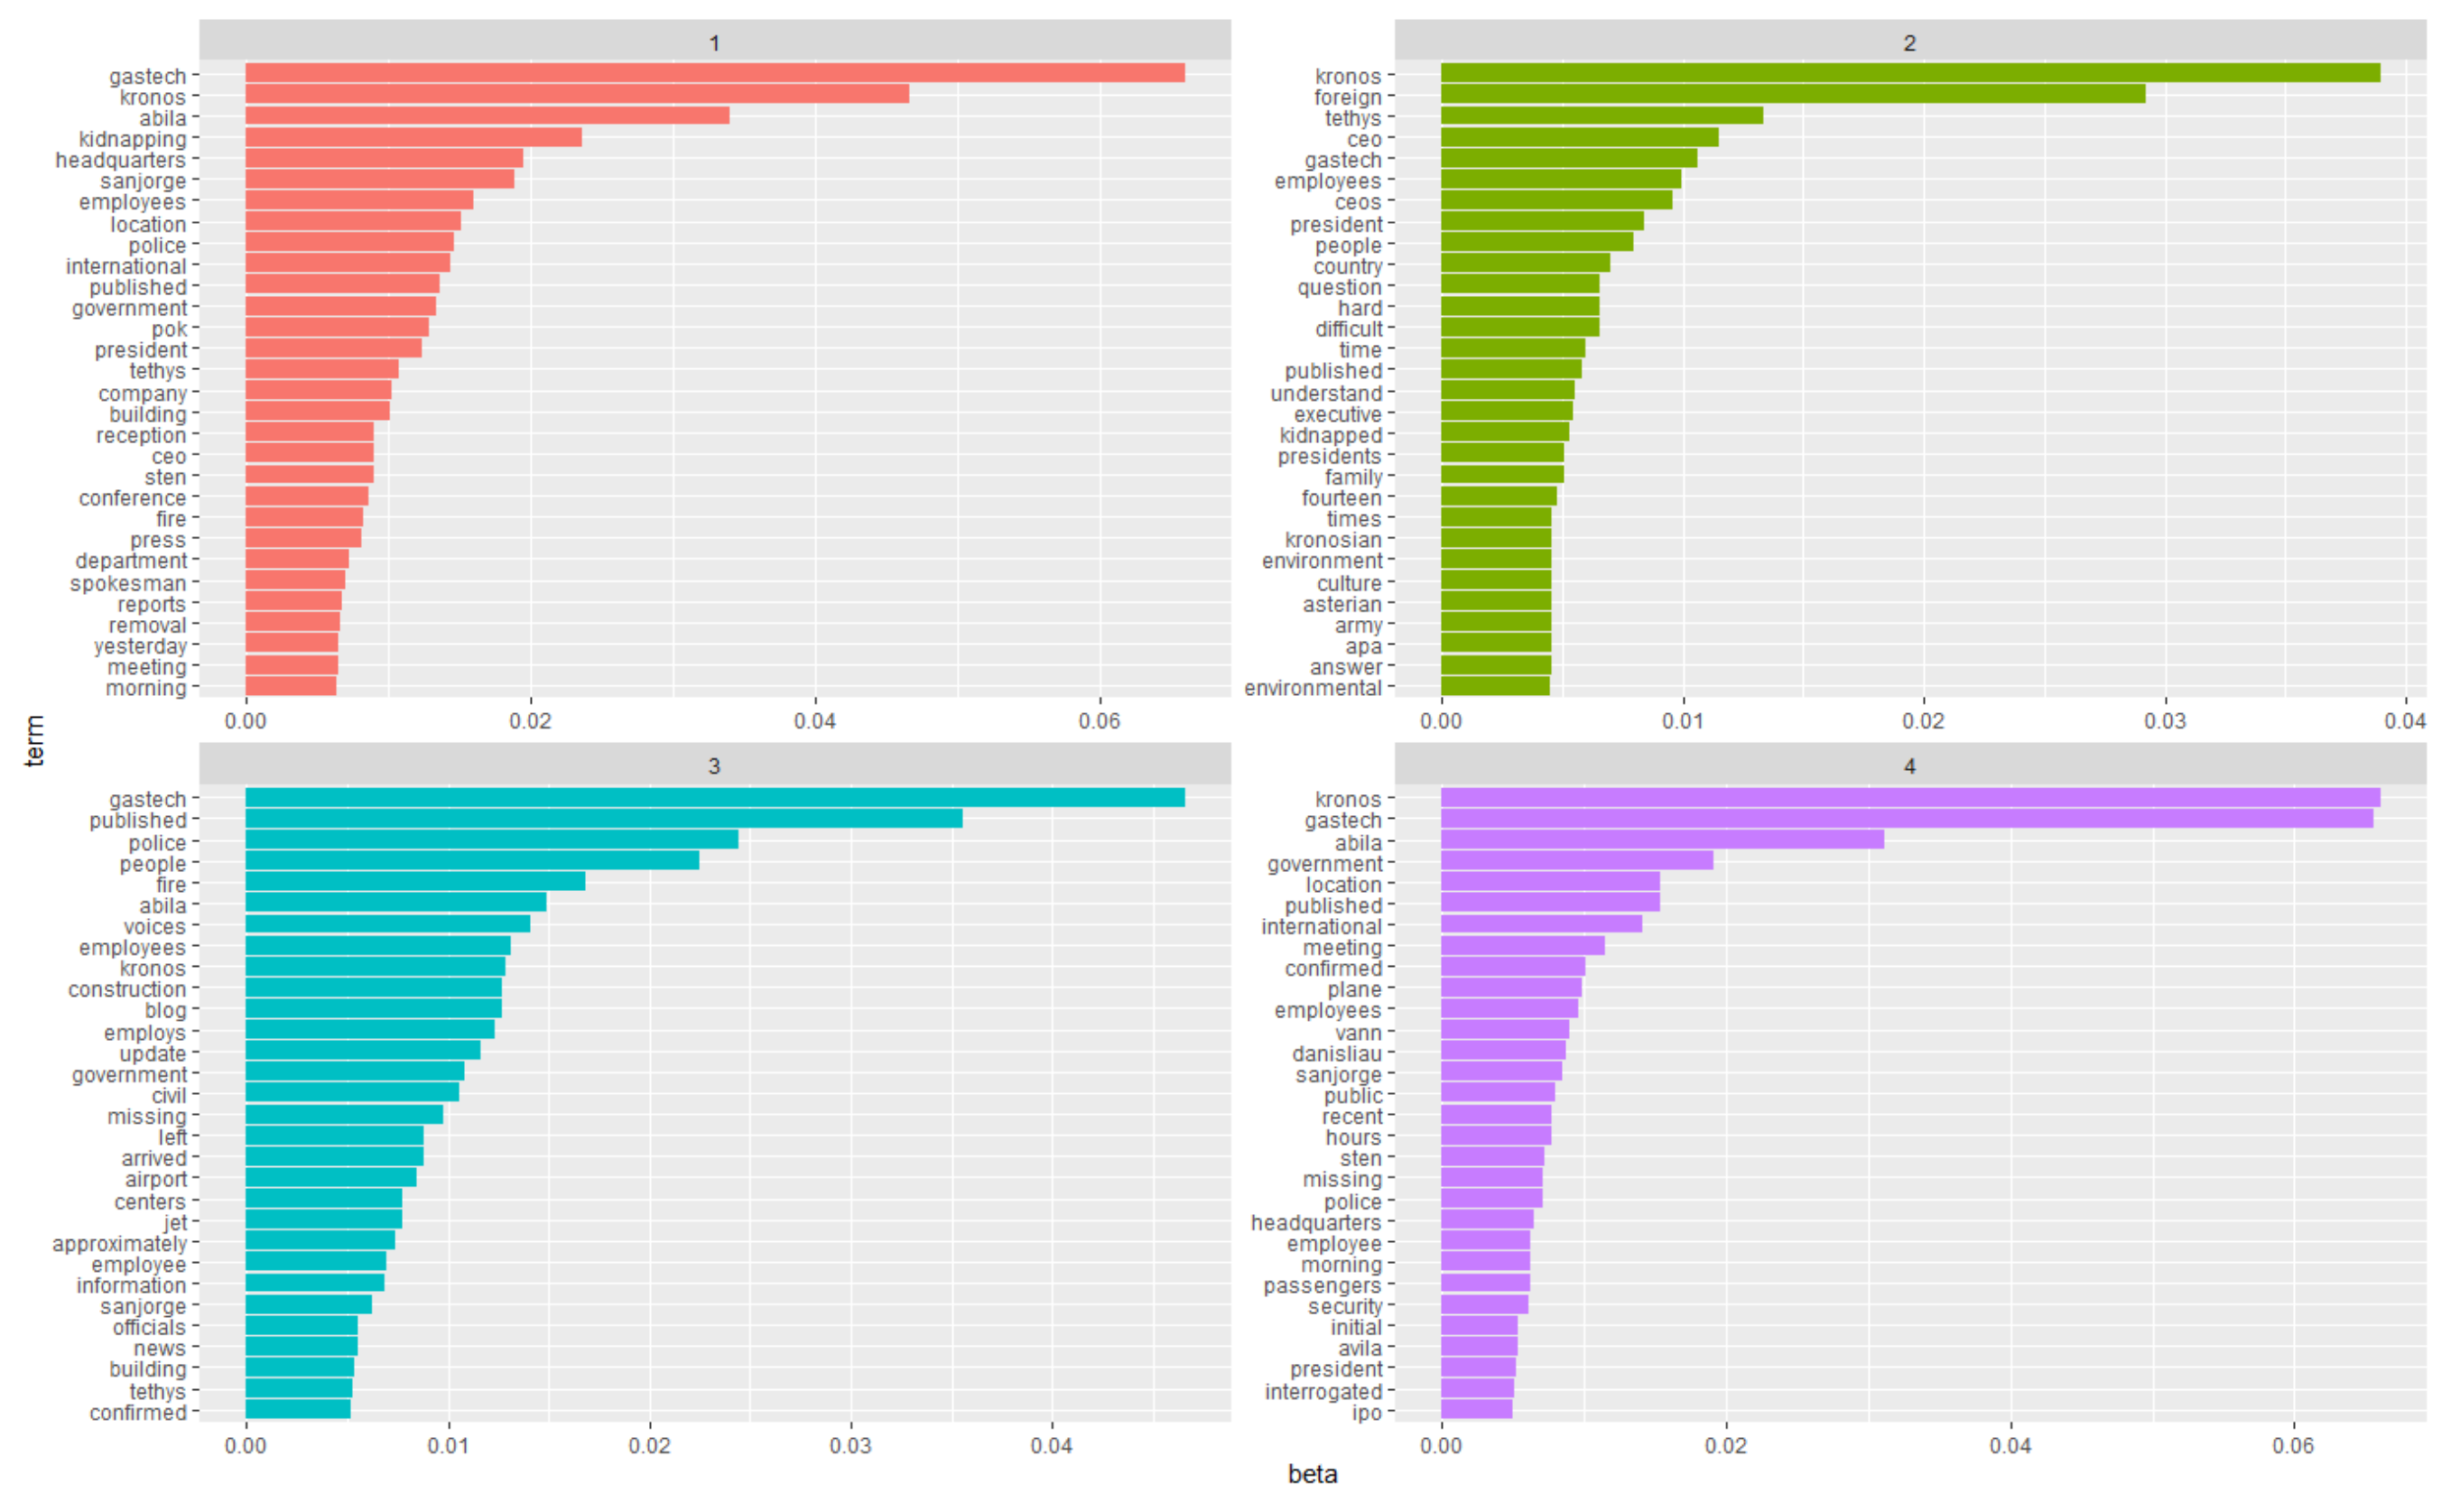 term
1
gastech
kronos
abila
kidnapping
headquarters
sanjorge
employees
location
police
international
published
government
pok
president
tethys
company
building
reception
ceo
sten
conference
fire
press
department
spokesman
reports
removal
yesterday
meeting
morning
0.00 0.02 0.04 0.06
2
kronos
foreign
tethys
ceo
gastech
employees
ceos
president
people
country
question
hard
difficult
time
published
understand
executive
kidnapped
presidents
family
fourteen
times
kronosian
environment
culture
asterian
army
apa
answer
environmental
0.00 0.01 0.02 0.03 0.04
3
gastech
published
police
people
fire
abila
voices
employees
kronos
construction
blog
employs
update
government
civil
missing
left
arrived
airport
centers
jet
approximately
employee
information
sanjorge
officials
news
building
tethys
confirmed
0.00 0.01 0.02 0.03 0.04
4
kronos
gastech
abila
government
location
published
international
meeting
confirmed
plane
employees
vann
danisliau
sanjorge
public
recent
hours
sten
missing
police
headquarters
employee
morning
passengers
security
initial
avila
president
interrogated
ipo
0.00 0.02 0.04 0.06
beta